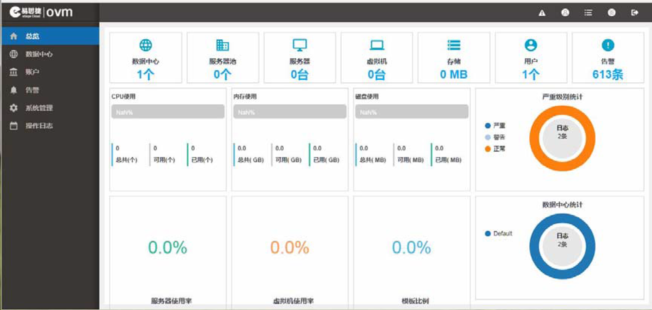 易思捷 | ovm
总览
数据中心
账户
告警
系统管理
操作日志
数据中心
1个
服务器池
0个
服务器
0台
虚拟机
0台
存储
0 MB
用户
1个
告警
613条
CPU使用
NaN%
0
总共(个)
0
可用(个)
0
已用(个)
内存使用
NaN%
0.0
总共( GB)
0.0
可用( GB)
0.0
已用( GB)
磁盘使用
NaN%
0.0
总共( MB)
0.0
可用( MB)
0.0
已用( MB)
严重级别统计
严重
警告
正常
日志
2条
0.0%
服务器使用率
0.0%
虚拟机使用率
0.0%
模板比例
数据中心统计
Default
日志
2条